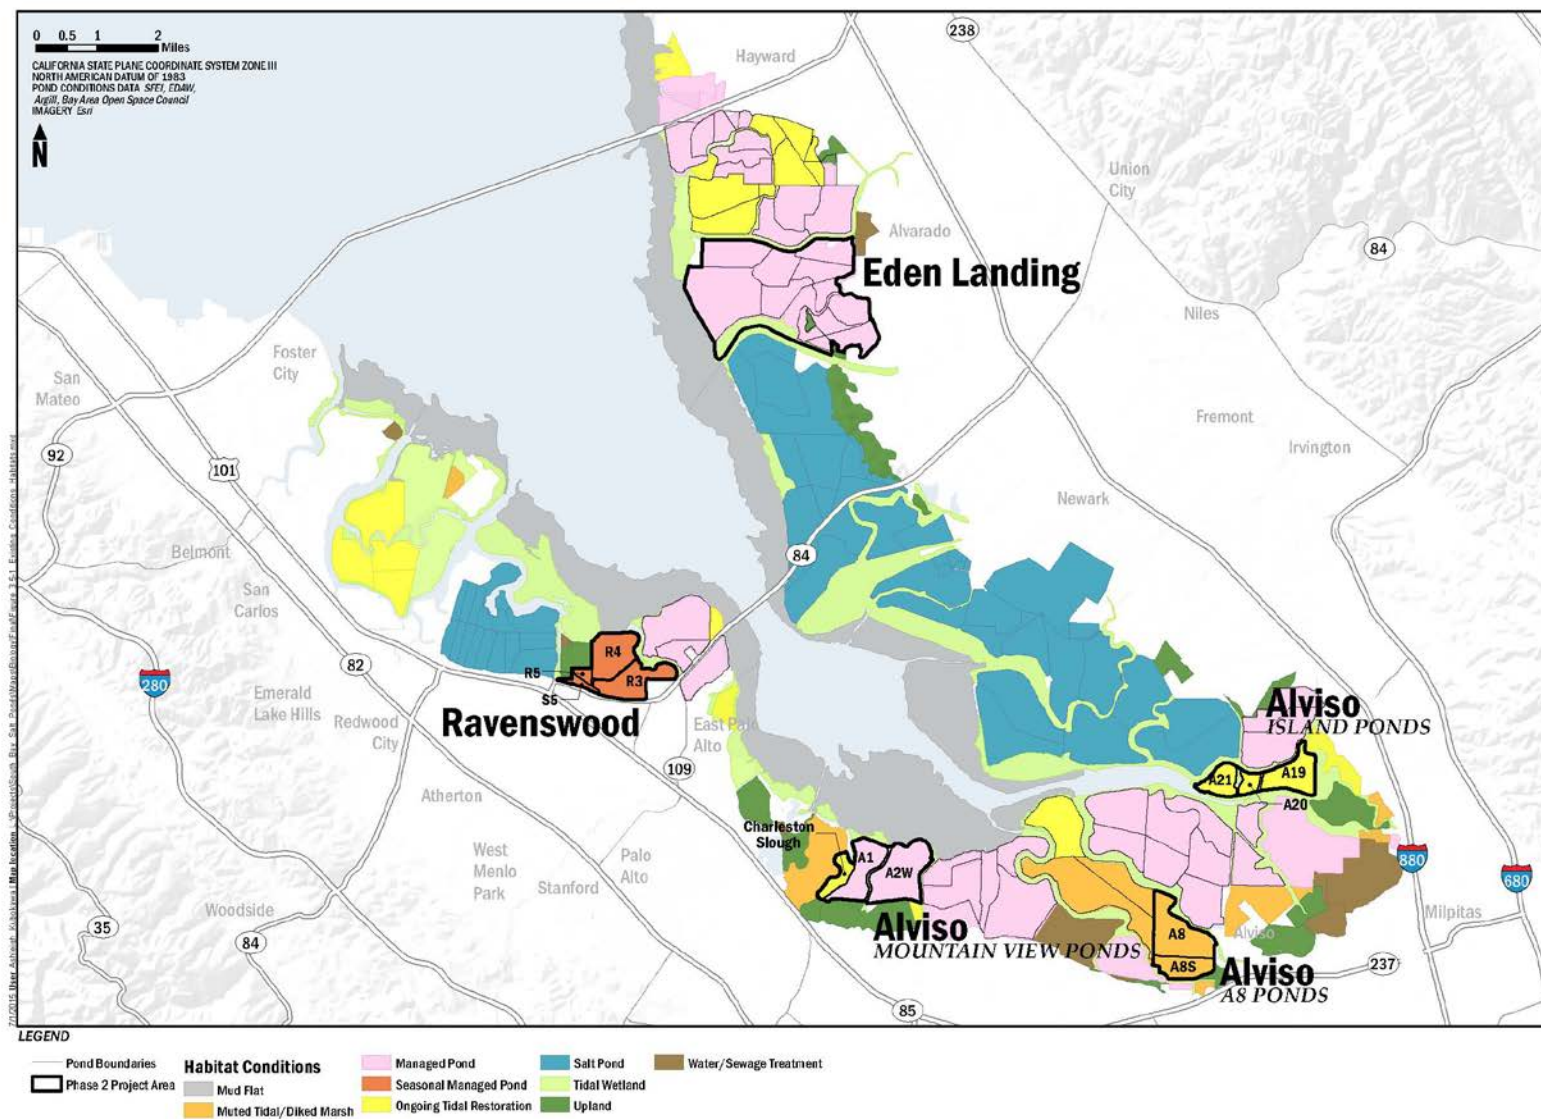 0 0.5 1 2
Miles
CALIFORNIA STATE PLANE COORDINATE SYSTEM ZONE III
NORTH AMERICAN DATUM OF 1983
POND CONDITIONS DATA SFEI, EDAW,
Argill, Bay Area Open Space Council
IMAGERY Esri
N
238
Hayward
Union
City
Alvarado
84
Eden Landing
Niles
Foster
City
San
Mateo
Fremont
92
101
Irvington
Newark
Belmont
84
San
Carlos
82
R4
R5
R3
S5
280
Emerald
Lake Hills
Redwood
City
Ravenswood
East Palo
Alto
Alviso
ISLAND PONDS
109
A21
A19
A20
Atherton
Charleston
Slough
West
Menlo
Park
Palo
Alto
Stanford
A1
A2W
880
680
Woodside
35
84
Milpitas
Alviso
MOUNTAIN VIEW PONDS
A8
A8S
Alviso
237
Alviso
A8 PONDS
85
LEGEND
Pond Boundaries
Phase 2 Project Area
Habitat Conditions
Mud Flat
Muted Tidal/Diked Marsh
Managed Pond
Seasonal Managed Pond
Ongoing Tidal Restoration
Salt Pond
Tidal Wetland
Upland
Water/Sewage Treatment